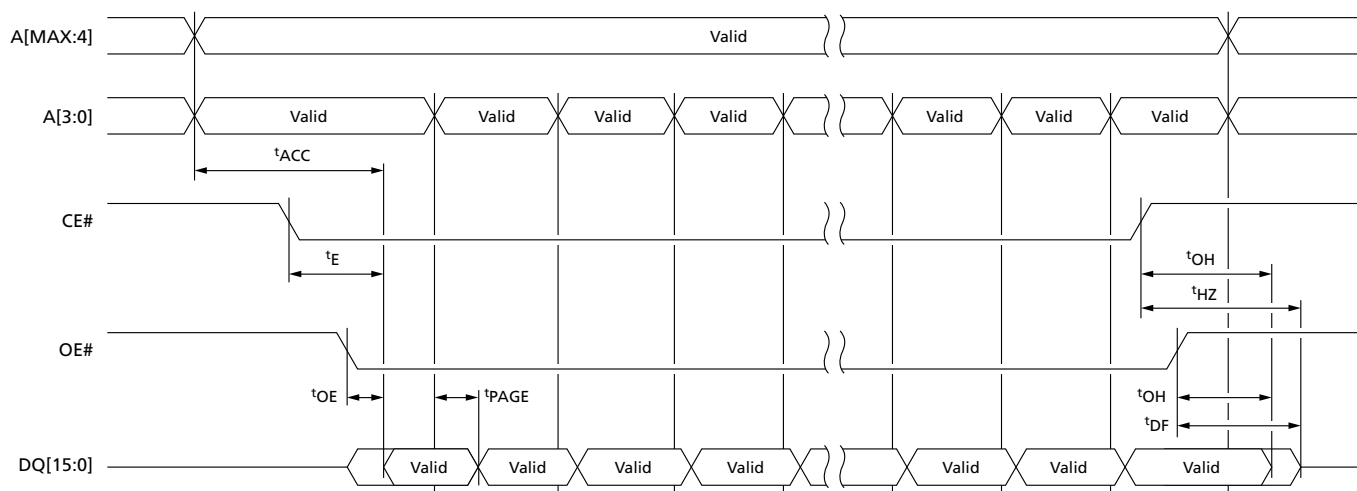 A[MAX:4] Valid
A[3:0] Valid Valid Valid Valid Valid Valid Valid
tACC
CE#
tE tOH
tHZ
OE#
tOE tPAGE tOH
tDF
DQ[15:0] Valid Valid Valid Valid Valid Valid Valid